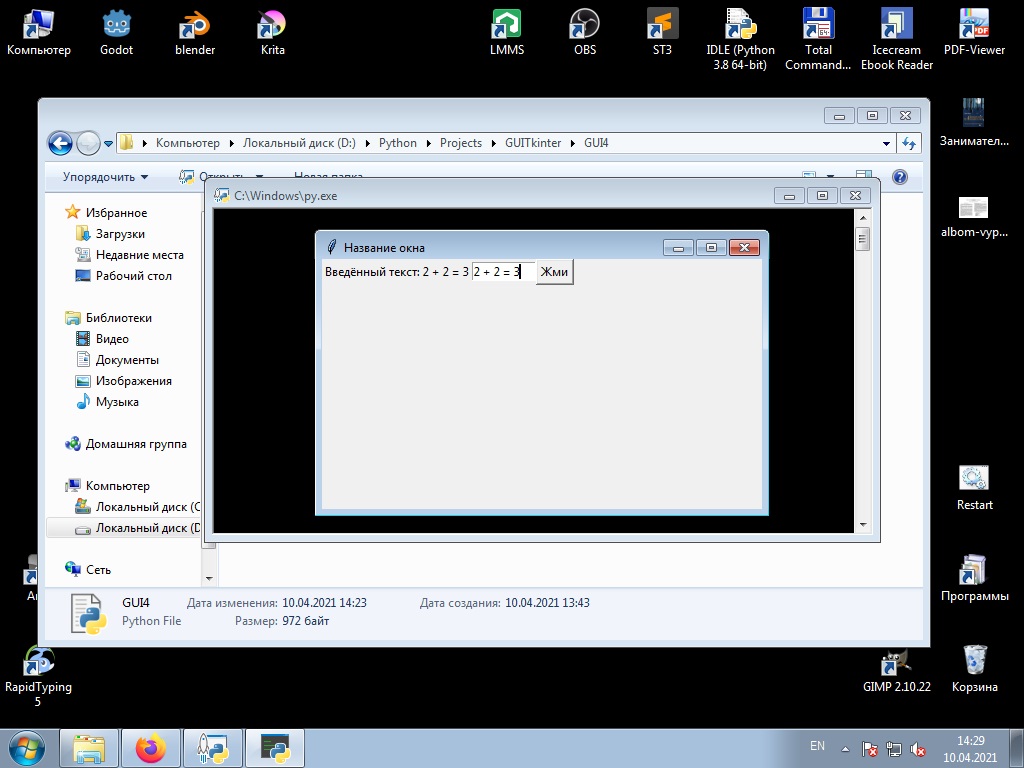 Компьютер
Godot
blender
Krita
LMMS
OBS
ST3
IDLE (Python
3.8 64-bit)
Total
Command...
Icecream
Ebook Reader
PDF-Viewer
Занимател...
albom-vyp...
Restart
Программы
GIMP 2.10.22
Корзина
RapidTyping
5
Компьютер
Локальный диск (D:)
Python
Projects
GUITkinter
GUI4
Упорядочить
Открыть
Новая папка
Избранное
Загрузки
Недавние места
Рабочий стол
Библиотеки
Видео
Документы
Изображения
Музыка
Домашняя группа
Компьютер
Локальный диск (C
Локальный диск (D
Сеть
C:\Windows\py.exe
Название окна
Введённый текст: 2 + 2 = 3 2 + 2 = 3 Жми
GUI4 Дата изменения: 10.04.2021 14:23 Дата создания: 10.04.2021 13:43
Python File Размер: 972 байт
EN
14:29
10.04.2021